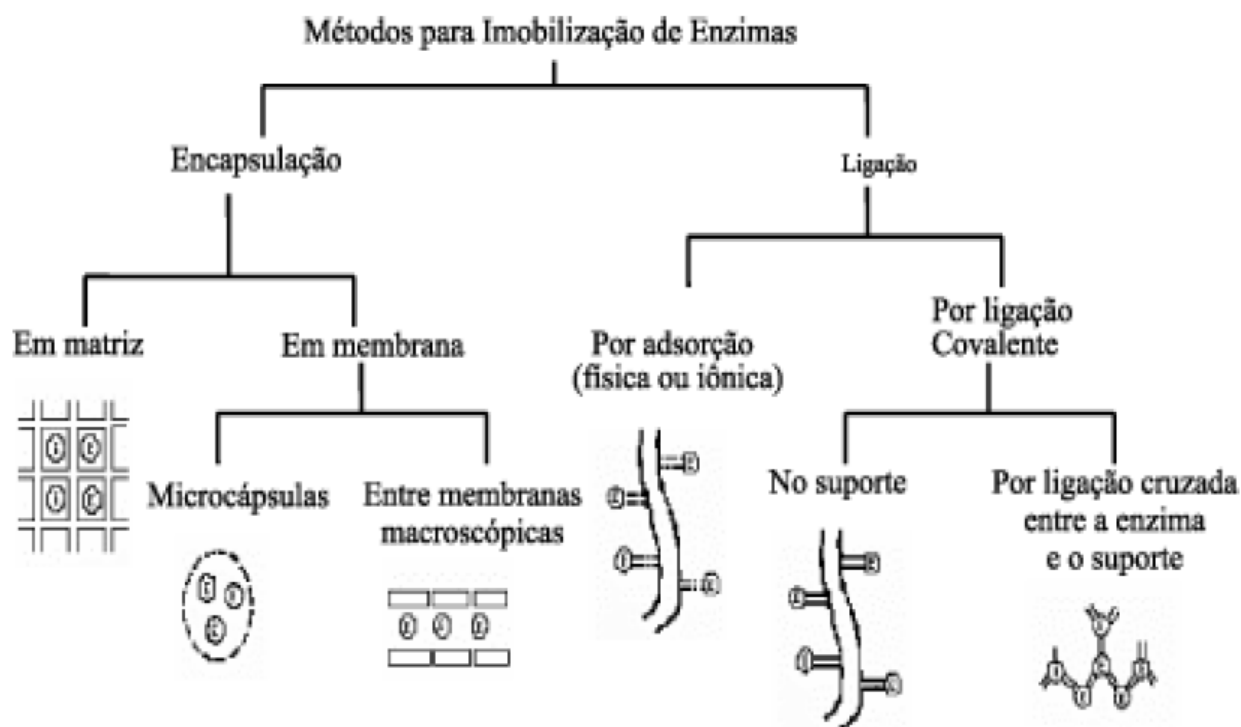 Métodos para Imobilização de Enzimas
Encapsulação
Ligação
Em matriz
Em membrana
Por adsorção
(física ou iônica)
Por ligação
Covalente
Microcápsulas
Entre membranas
macroscópicas
No suporte
Por ligação cruzada
entre a enzima
e o suporte